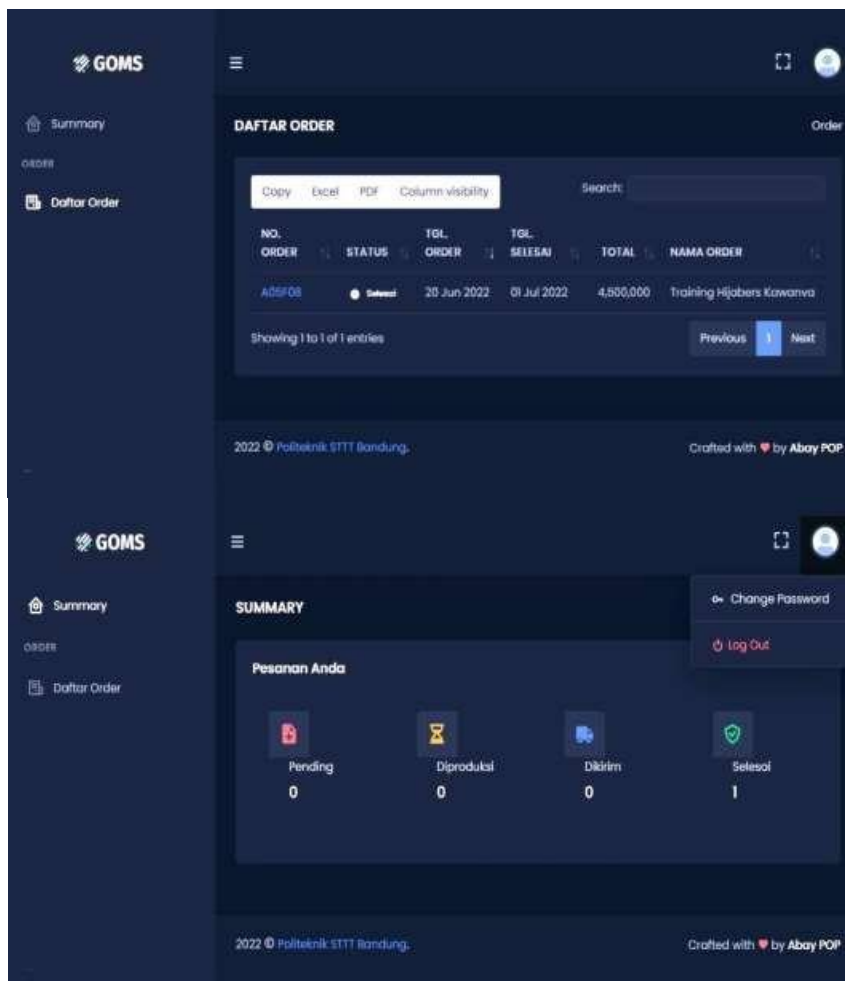 GOMS
Summary
ORDER
Daftar Order
DAFTAR ORDER
Order
Copy Excel PDF Column visibility
Search:
NO. ORDER STATUS TGL. ORDER TGL. SELESAI TOTAL NAMA ORDER
A05F08 Selesai 20 Jun 2022 01 Jul 2022 4,500,000 Training Hijabers Kawanva
Showing 1 to 1 of 1 entries
Previous 1 Next
2022 © Politeknik STTT Bandung.
Crafted with ❤ by Abay POP
GOMS
Summary
ORDER
Daftar Order
Change Password
Log Out
SUMMARY
Pesanan Anda
Pending Diproduksi Dikirim Selesai
0 0 0 1
2022 © Politeknik STTT Bandung.
Crafted with ❤ by Abay POP